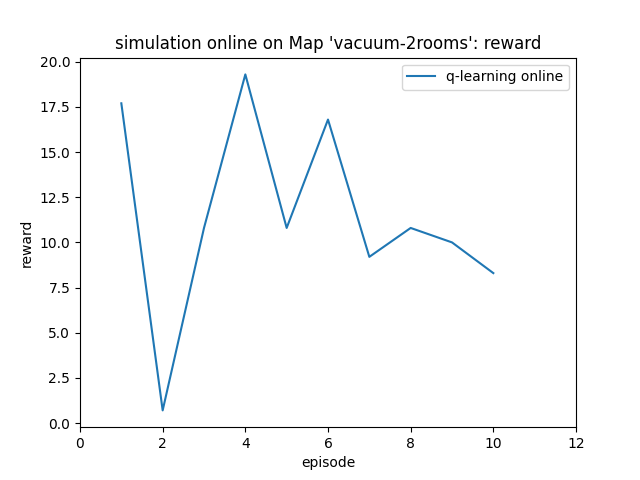 simulation online on Map 'vacuum-2rooms': reward
q-learning online
20.0
17.5
15.0
12.5
10.0
7.5
5.0
2.5
0.0
reward
0 2 4 6 8 10 12
episode